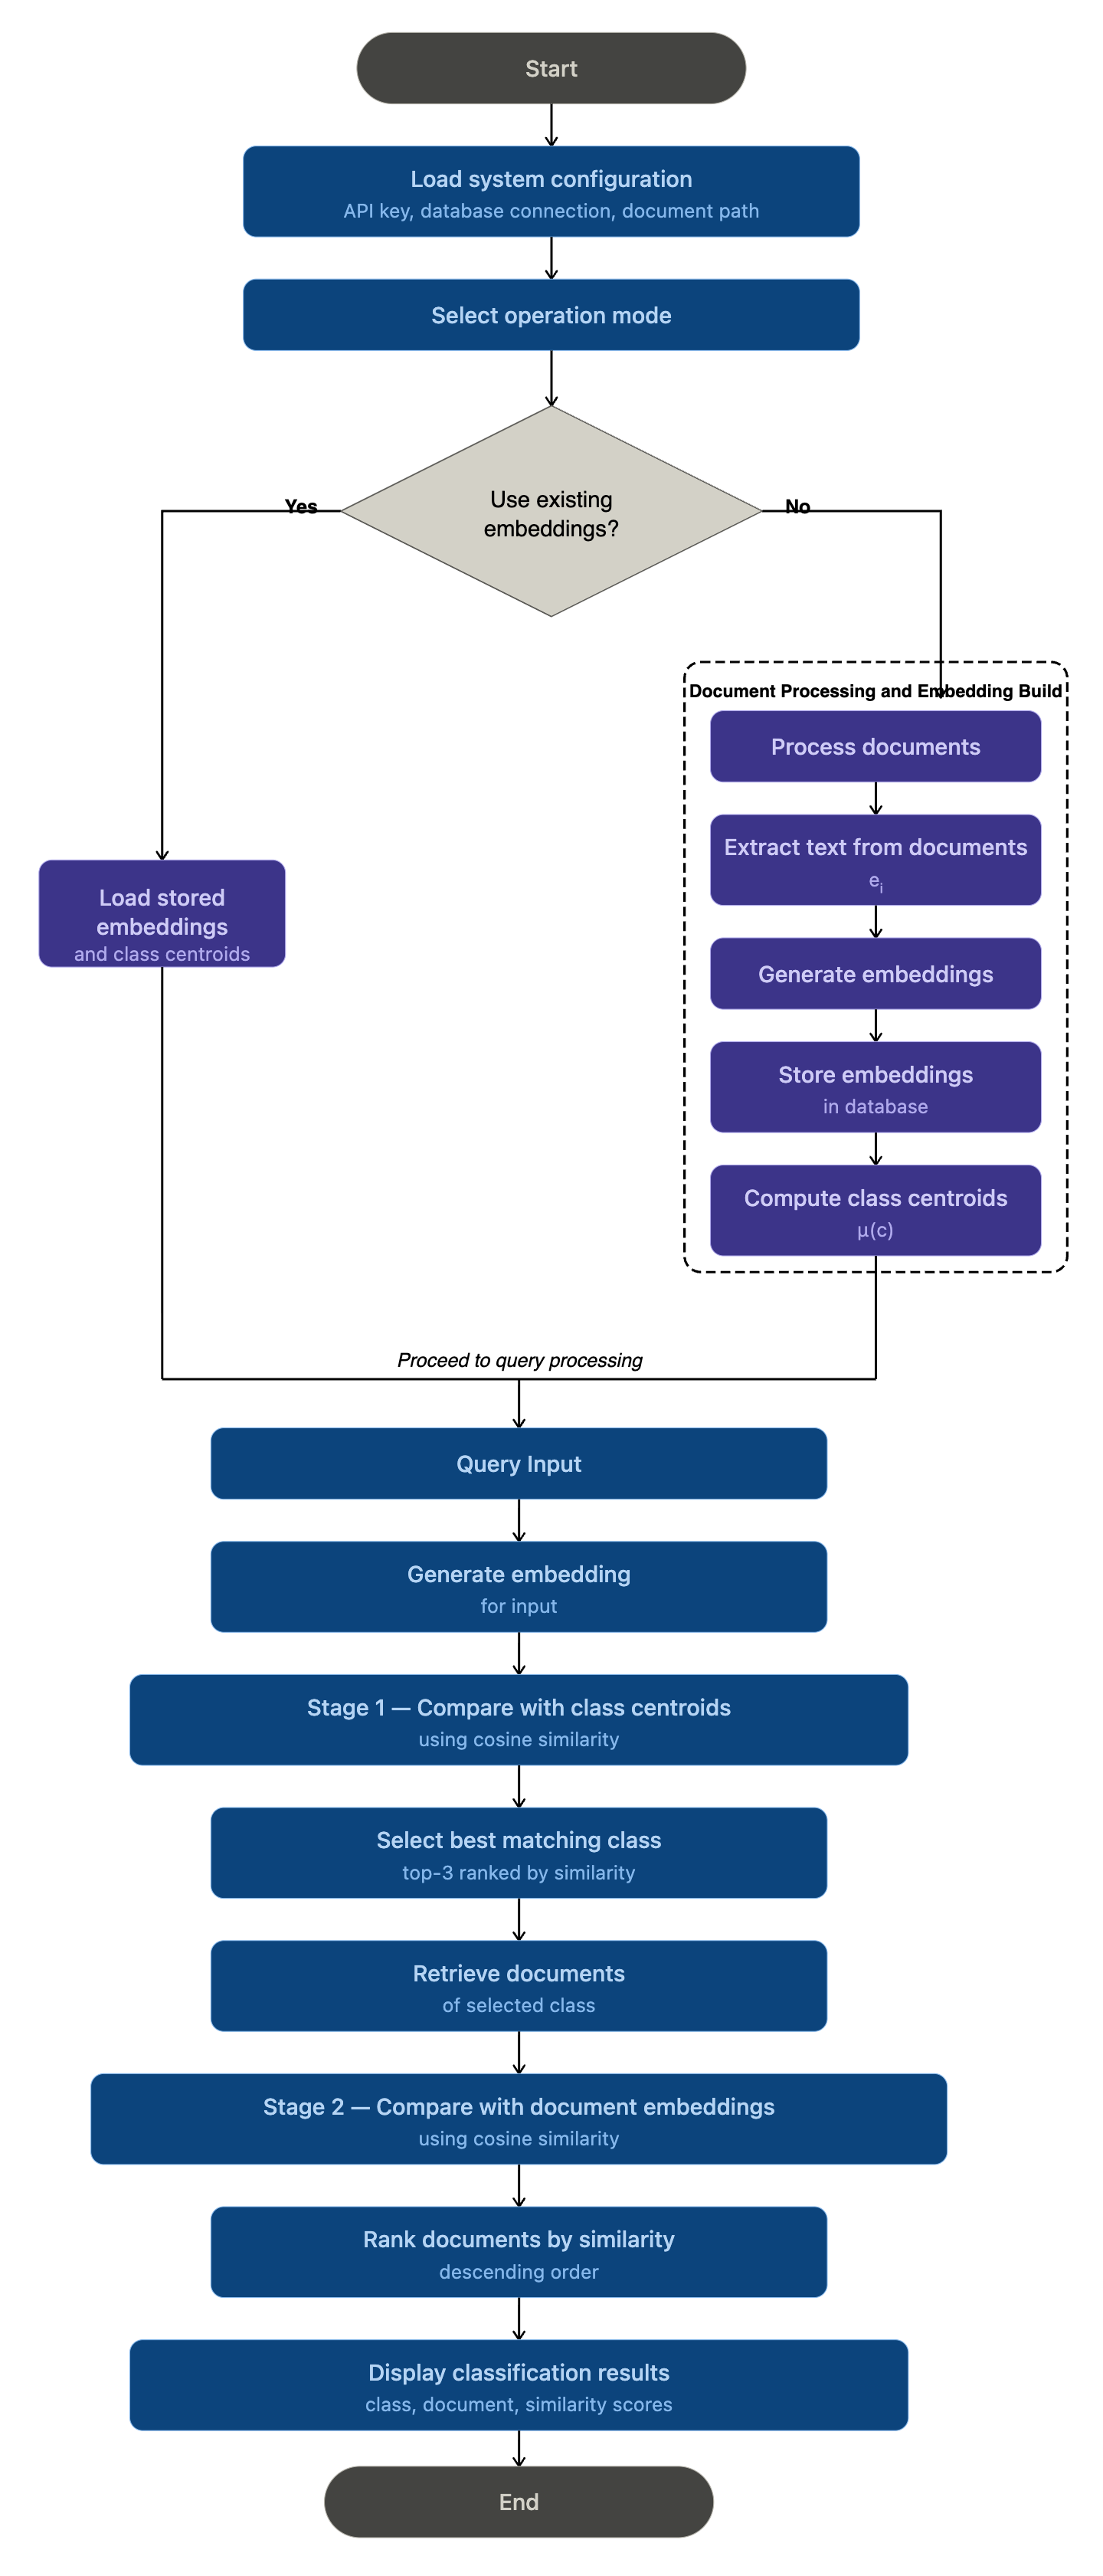 Start
Load system configuration
API key, database connection, document path
Select operation mode
Use existing
embeddings?
Yes
No
Document Processing and Embedding Build
Process documents
Extract text from documents
eᵢ
Generate embeddings
Store embeddings
in database
Compute class centroids
μ(c)
Load stored
embeddings
and class centroids
Proceed to query processing
Query Input
Generate embedding
for input
Stage 1 — Compare with class centroids
using cosine similarity
Select best matching class
top-3 ranked by similarity
Retrieve documents
of selected class
Stage 2 — Compare with document embeddings
using cosine similarity
Rank documents by similarity
descending order
Display classification results
class, document, similarity scores
End